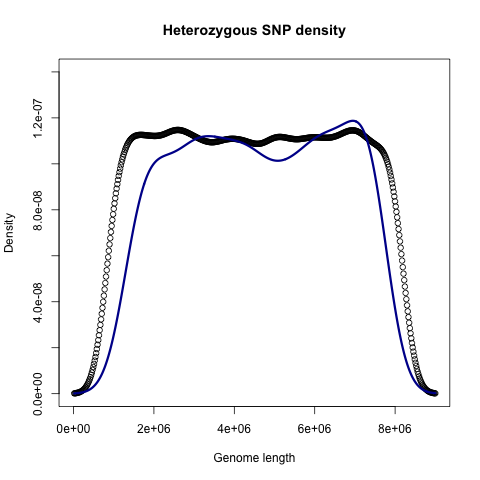 Heterozygous SNP density
Density
1.2e-07
8.0e-08
4.0e-08
0.0e+00
0e+00 2e+06 4e+06 6e+06 8e+06
Genome length